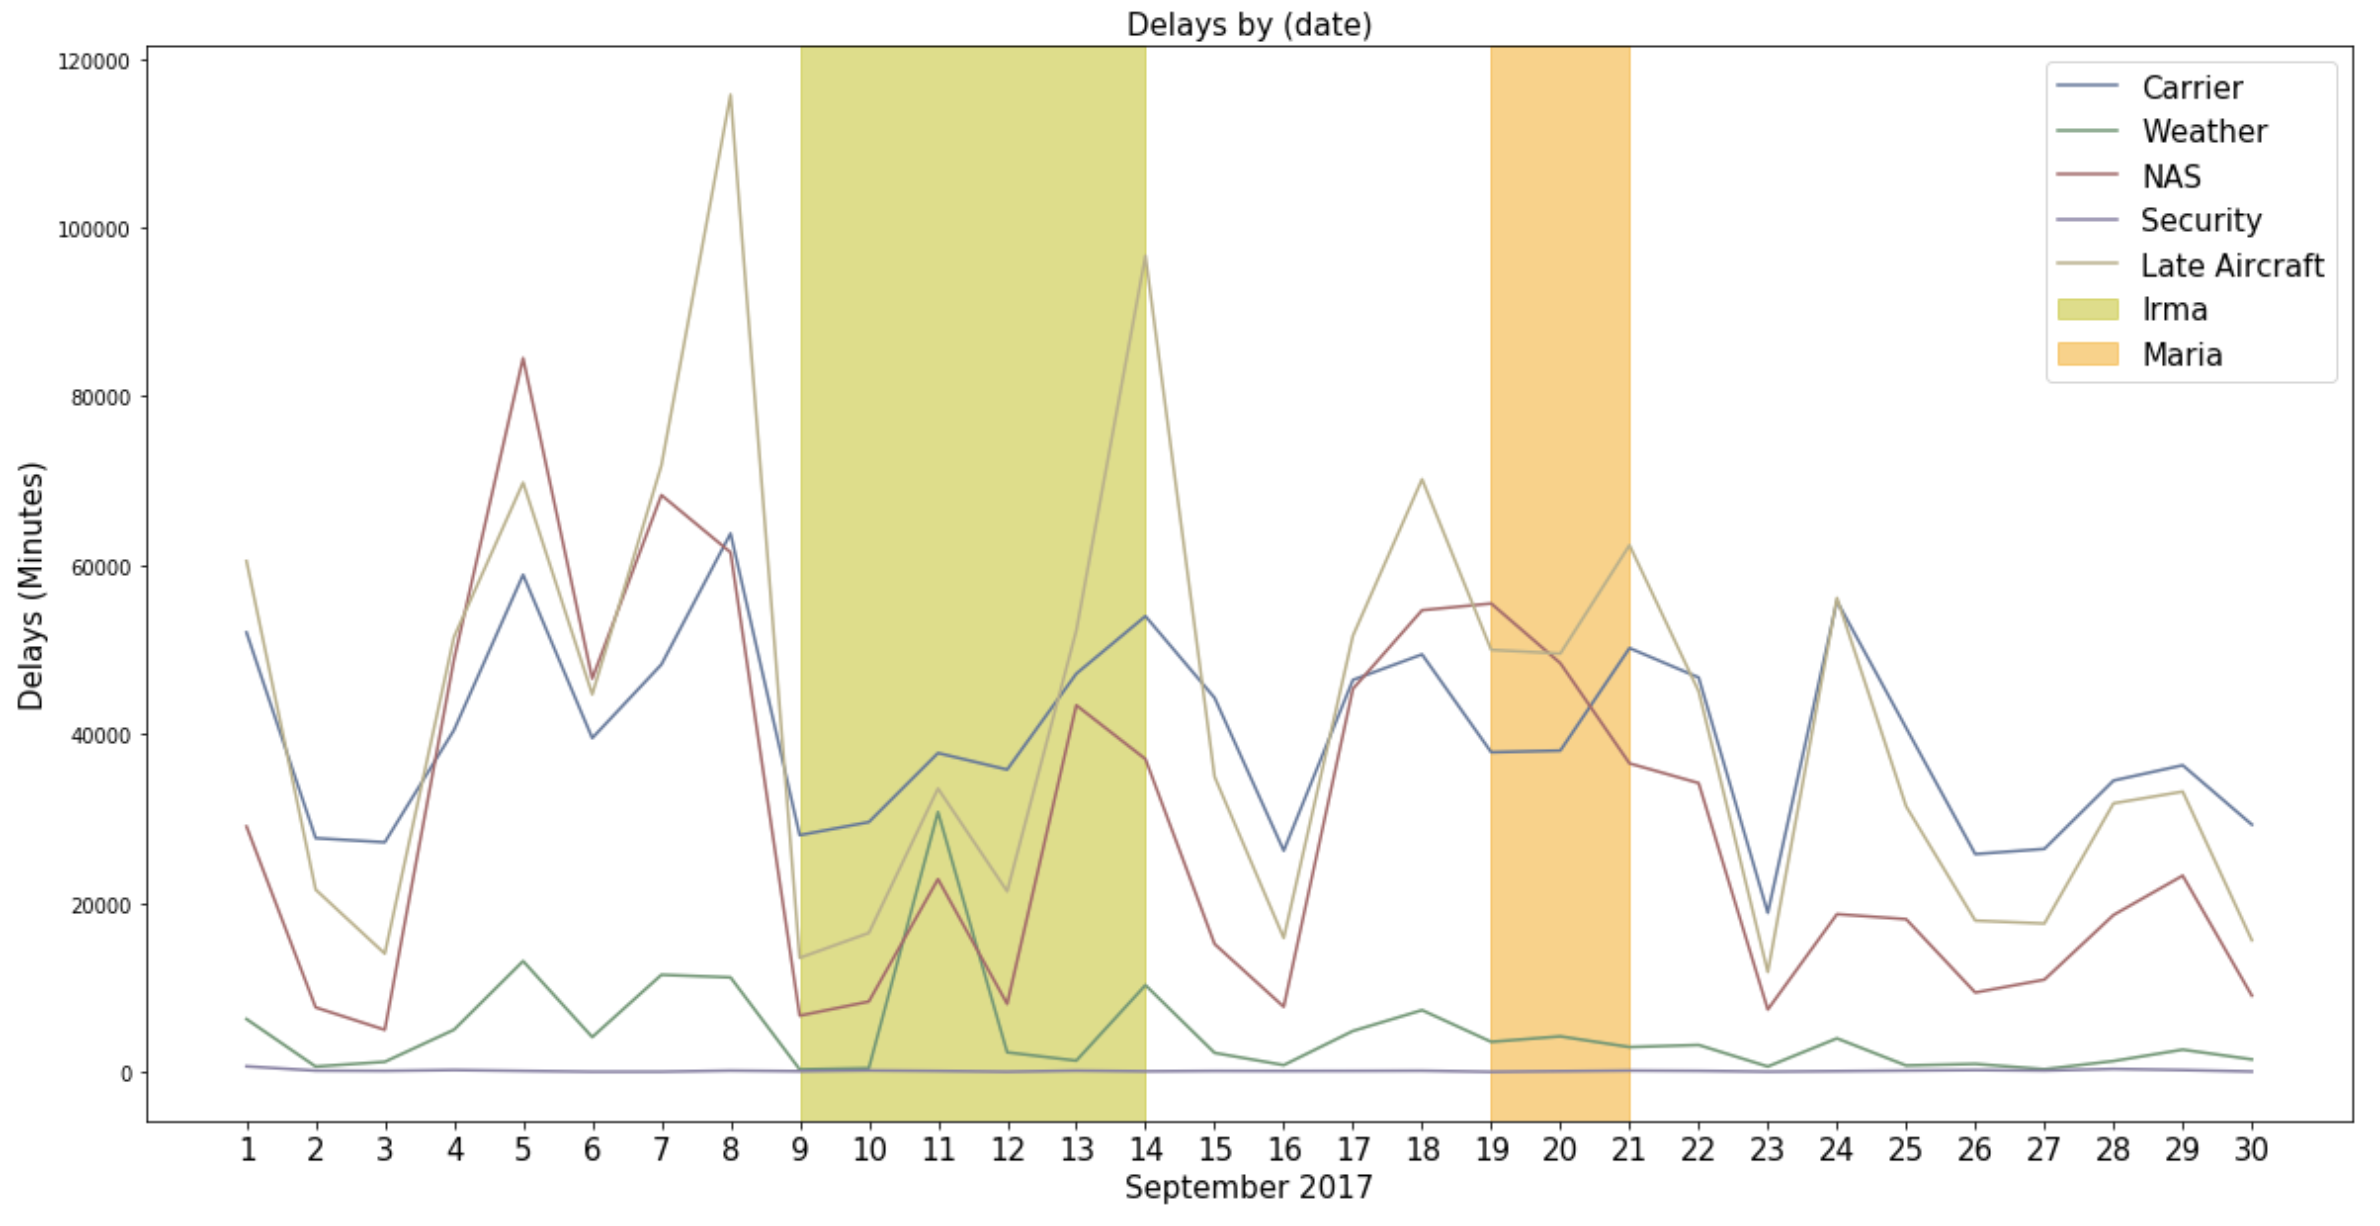 Delays by (date)
120000
100000
80000
60000
40000
20000
0
Delays (Minutes)
Carrier
Weather
NAS
Security
Late Aircraft
Irma
Maria
1 2 3 4 5 6 7 8 9 10 11 12 13 14 15 16 17 18 19 20 21 22 23 24 25 26 27 28 29 30
September 2017